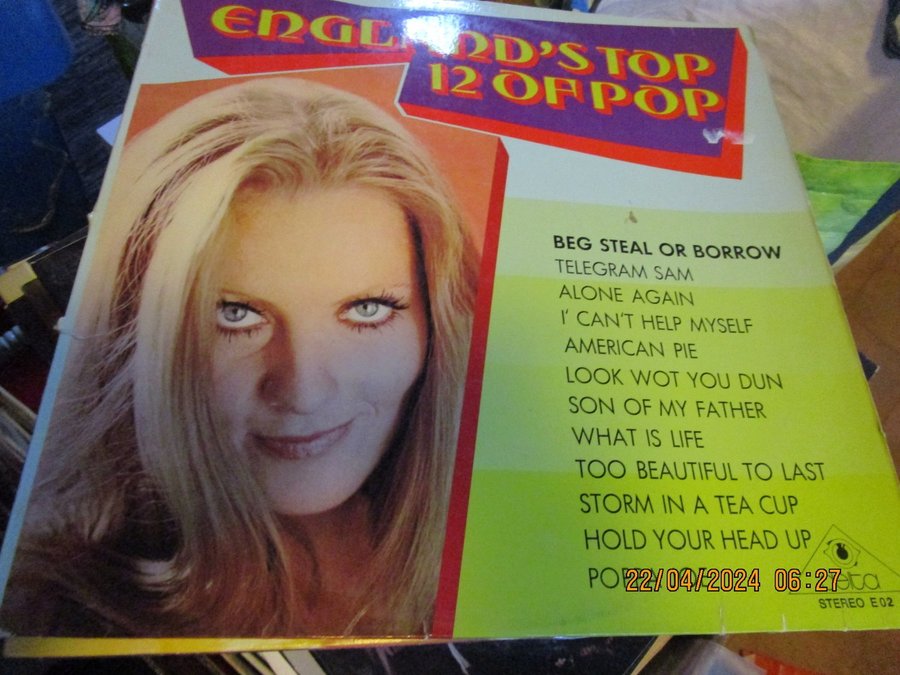 ENGLAND'S TOP
12 OF POP
BEG STEAL OR BORROW
TELEGRAM SAM
ALONE AGAIN
I' CAN'T HELP MYSELF
AMERICAN PIE
LOOK WOT YOU DUN
SON OF MY FATHER
WHAT IS LIFE
TOO BEAUTIFUL TO LAST
STORM IN A TEA CUP
HOLD YOUR HEAD UP
22/04/2024 06:27
STEREO E 02